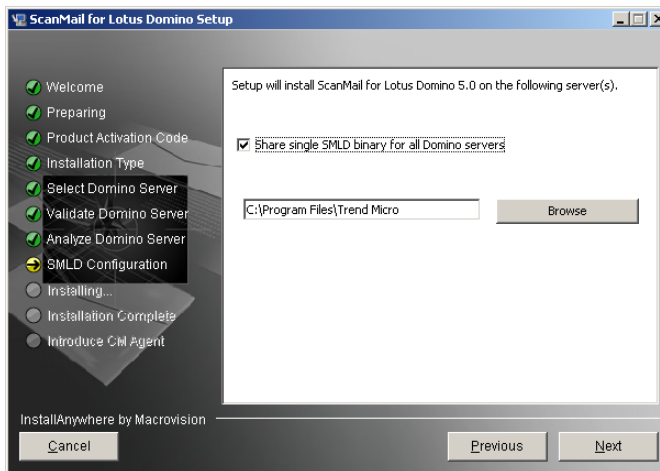 ScanMail for Lotus Domino Setup
Welcome
Preparing
Product Activation Code
Installation Type
Select Domino Server
Validate Domino Server
Analyze Domino Server
SMLD Configuration
Installing...
Installation Complete
Introduce CM Agent
Setup will install ScanMail for Lotus Domino 5.0 on the following server(s).
Share single SMLD binary for all Domino servers
C:\Program Files\Trend Micro
Browse
InstallAnywhere by Macrovision
Cancel
Previous
Next